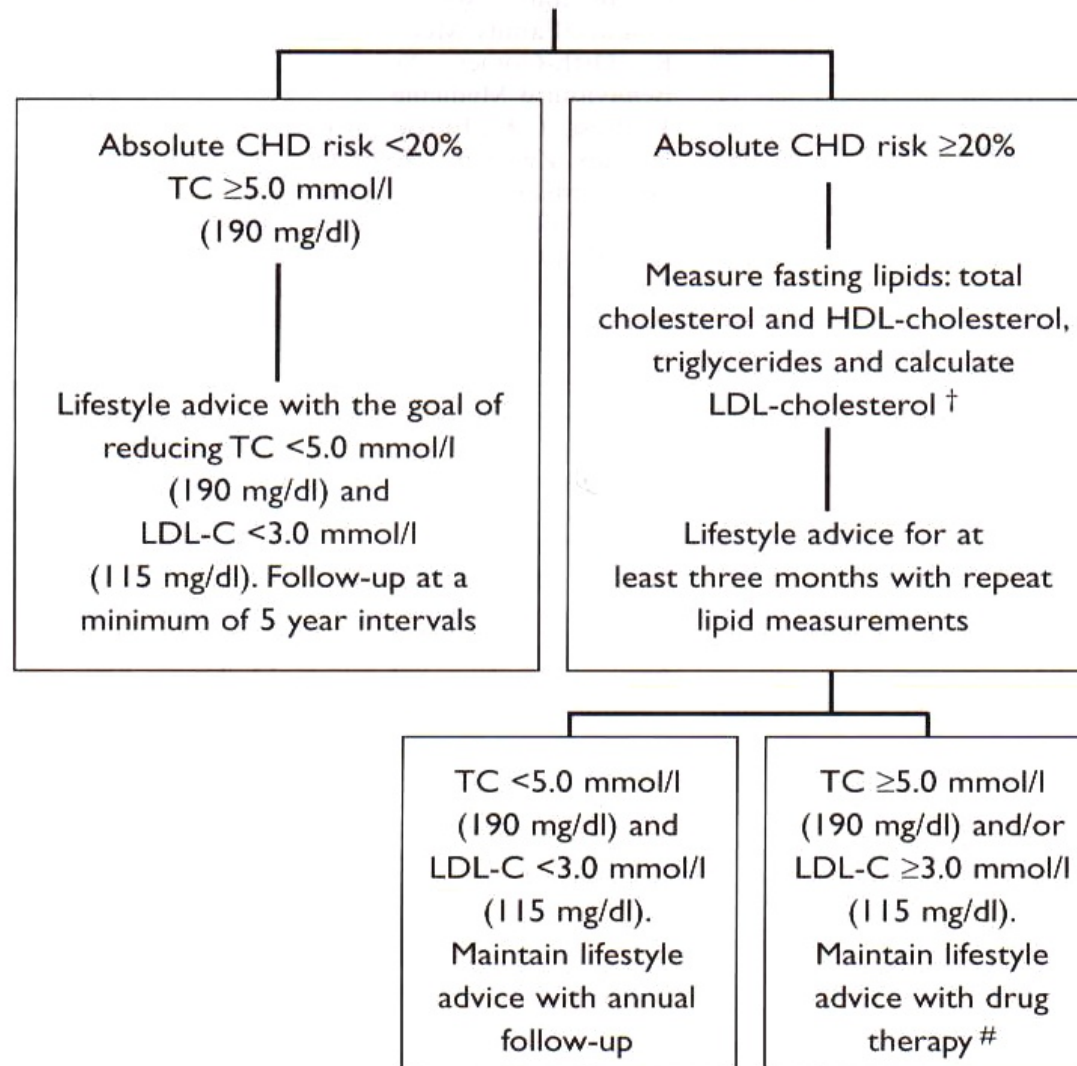 Absolute CHD risk <20%
TC ≥5.0 mmol/l
(190 mg/dl)
Lifestyle advice with the goal of
reducing TC <5.0 mmol/l
(190 mg/dl) and
LDL-C <3.0 mmol/l
(115 mg/dl). Follow-up at a
minimum of 5 year intervals
Absolute CHD risk ≥20%
Measure fasting lipids: total
cholesterol and HDL-cholesterol,
triglycerides and calculate
LDL-cholesterol †
Lifestyle advice for at
least three months with repeat
lipid measurements
TC <5.0 mmol/l
(190 mg/dl) and
LDL-C <3.0 mmol/l
(115 mg/dl).
Maintain lifestyle
advice with annual
follow-up
TC ≥5.0 mmol/l
(190 mg/dl) and/or
LDL-C ≥3.0 mmol/l
(115 mg/dl).
Maintain lifestyle
advice with drug
therapy #